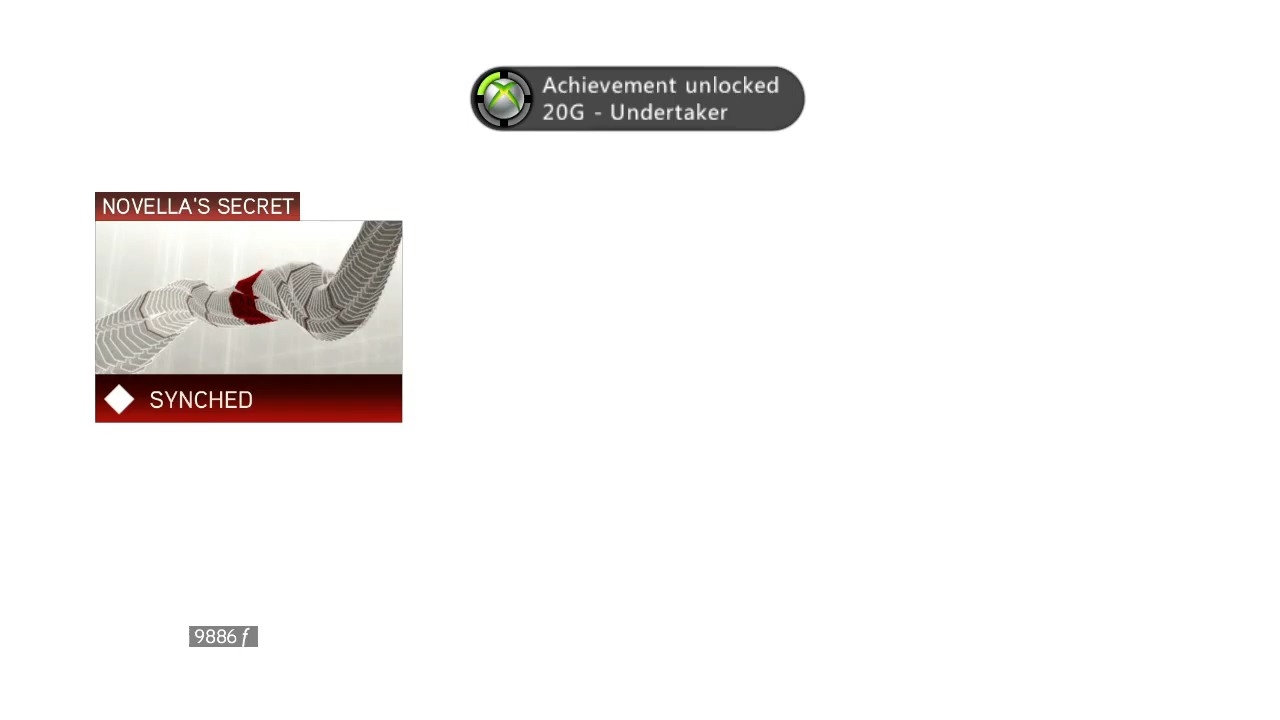 Achievement unlocked
20G - Undertaker
NOVELLA'S SECRET
SYNCHED
9886 ƒ